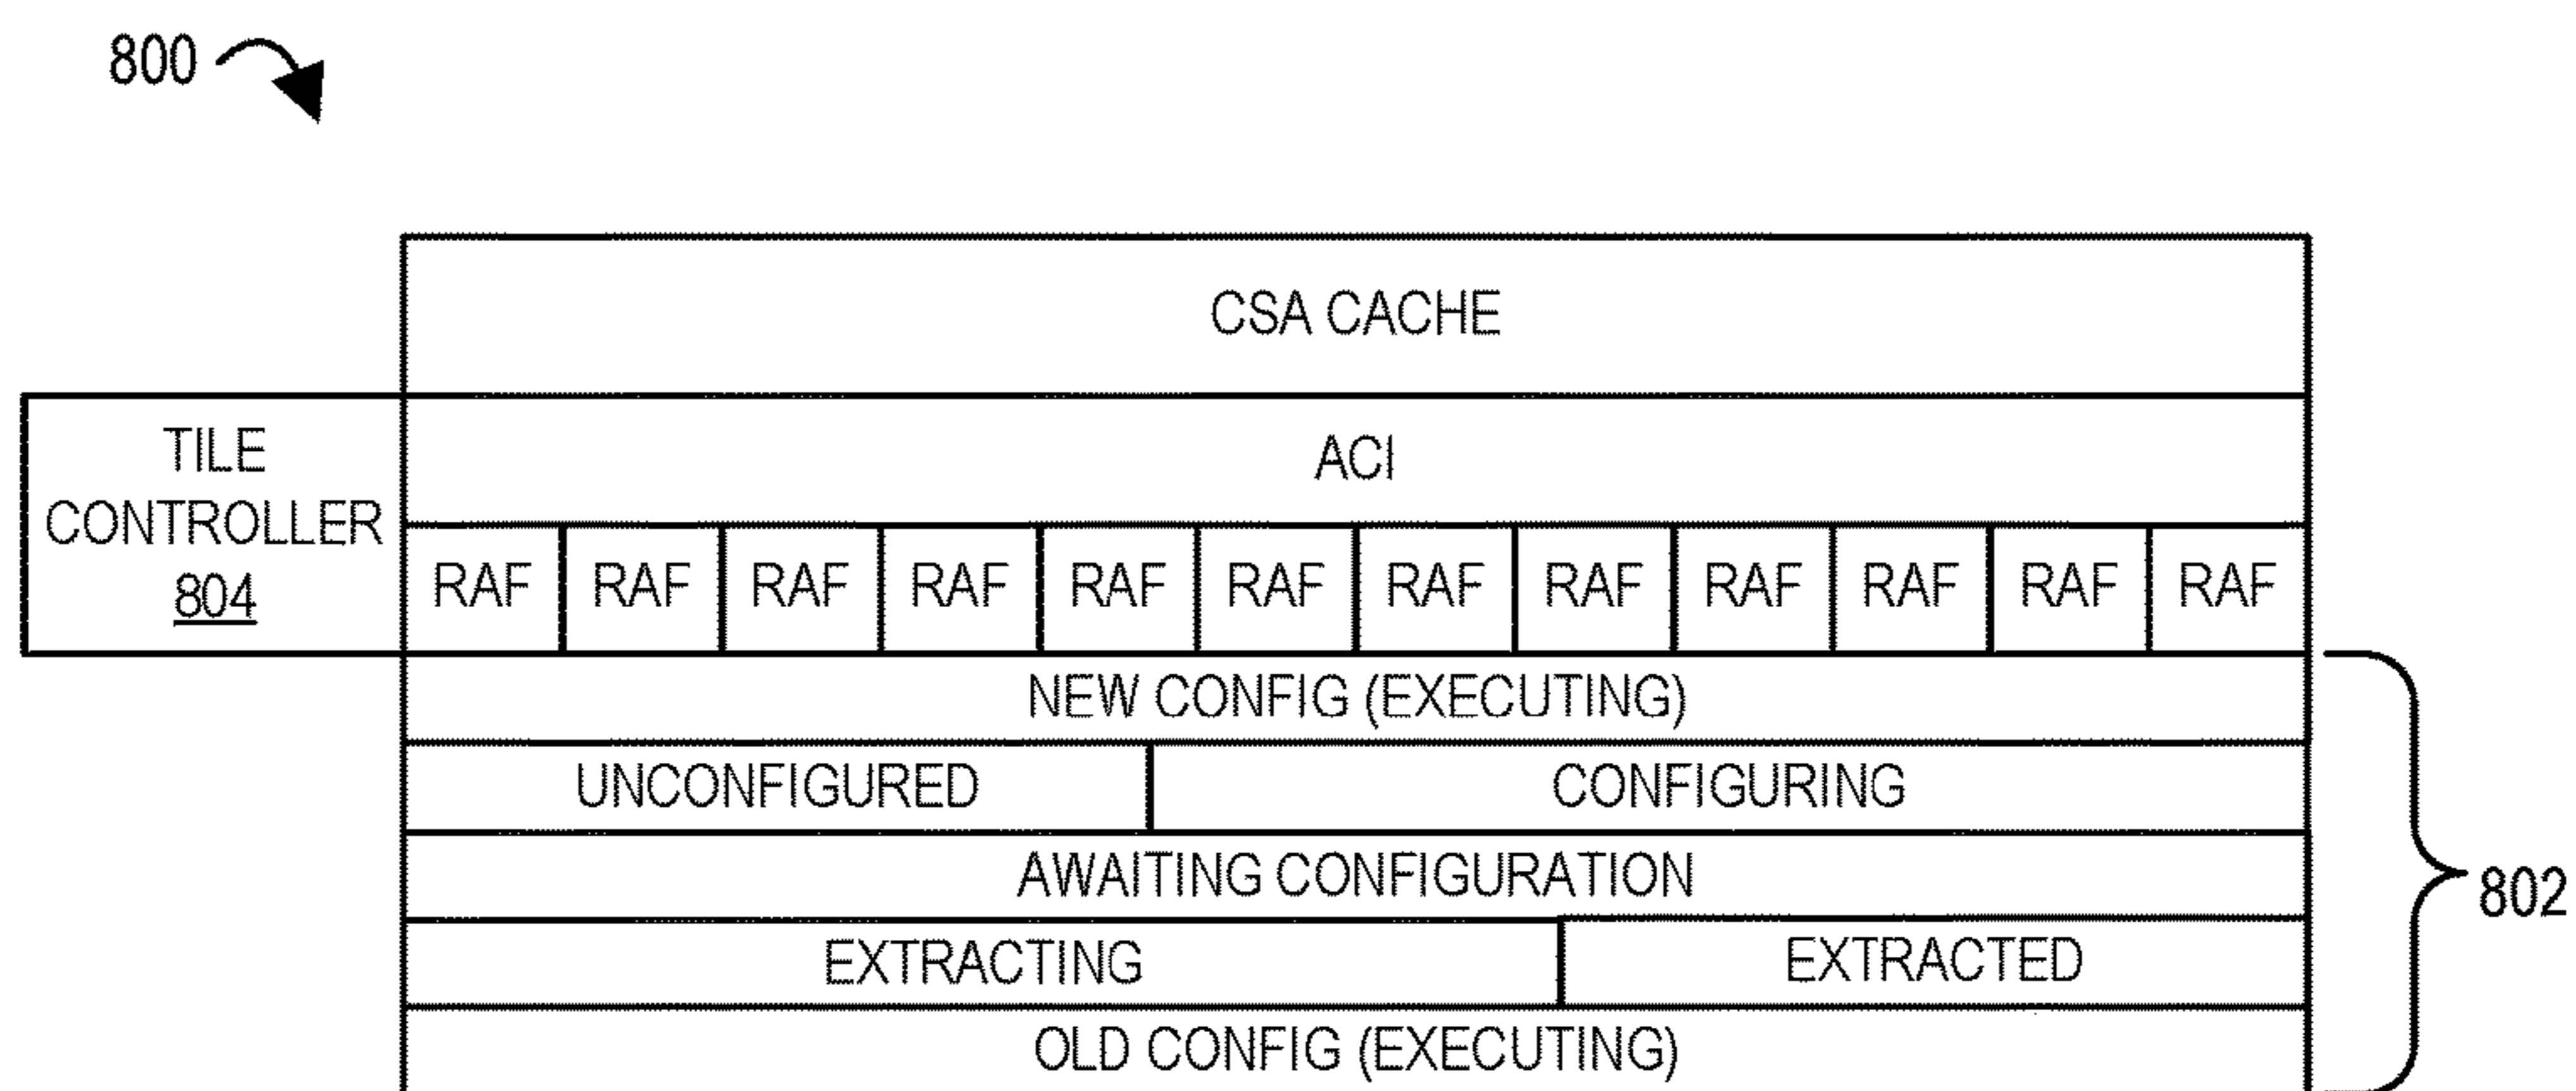 800
CSA CACHE
TILE
CONTROLLER
804
ACI
RAF RAF RAF RAF RAF RAF RAF RAF RAF RAF RAF RAF
NEW CONFIG (EXECUTING)
UNCONFIGURED CONFIGURING
AWAITING CONFIGURATION
802
EXTRACTING EXTRACTED
OLD CONFIG (EXECUTING)